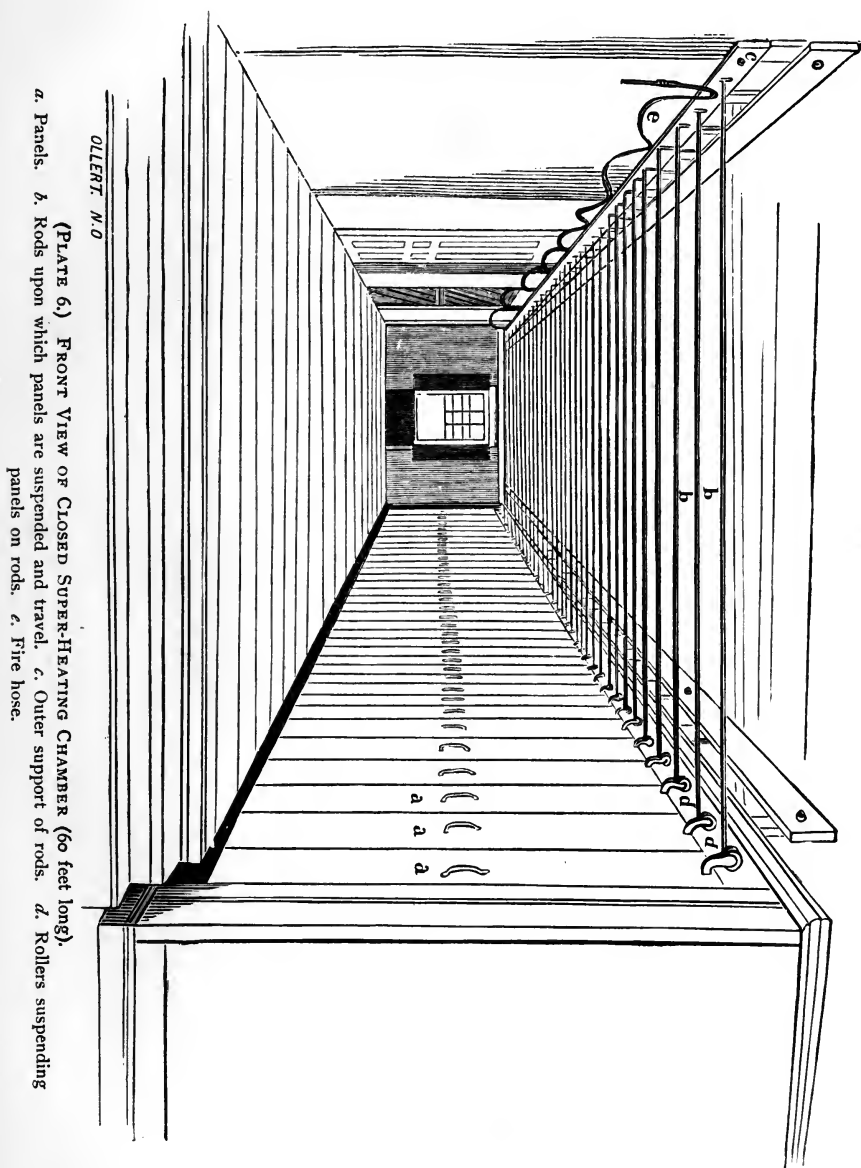 c
b d
b d
e
a a a
OLLERT. N.O
(PLATE 6.) FRONT VIEW OF CLOSED SUPER-HEATING CHAMBER (60 feet long).
a. Panels. b. Rods upon which panels are suspended and travel. c. Outer support of rods. d. Rollers suspending
panels on rods. e. Fire hose.